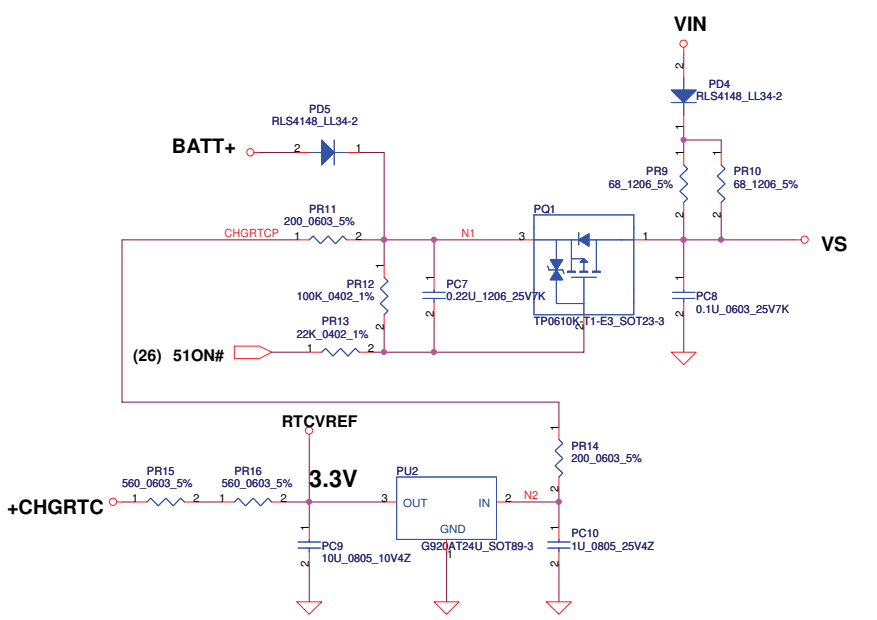 VIN
2
PD4
RLS4148_LL34-2
1
PD5
RLS4148_LL34-2
BATT+
2
1
1
1
PR9
68_1206_5%
PR10
68_1206_5%
2
2
PR11
200_0603_5%
CHGRTCP
1
2
N1
PQ1
3
1
VS
1
PR12
100K_0402_1%
2
1
PC7
0.22U_1206_25V7K
2
1
PC8
0.1U_0603_25V7K
2
TP0610K-T1-E3_SOT23-3
2
PR13
22K_0402_1%
(26) 51ON#
1
2
RTCVREF
1
PR14
200_0603_5%
2
PR15
560_0603_5%
PR16
560_0603_5%
3.3V
PU2
+CHGRTC
1
2
1
2
3
OUT
IN
2
N2
GND
G920AT24U_SOT89-3
1
1
PC9
10U_0805_10V4Z
2
1
PC10
1U_0805_25V4Z
2